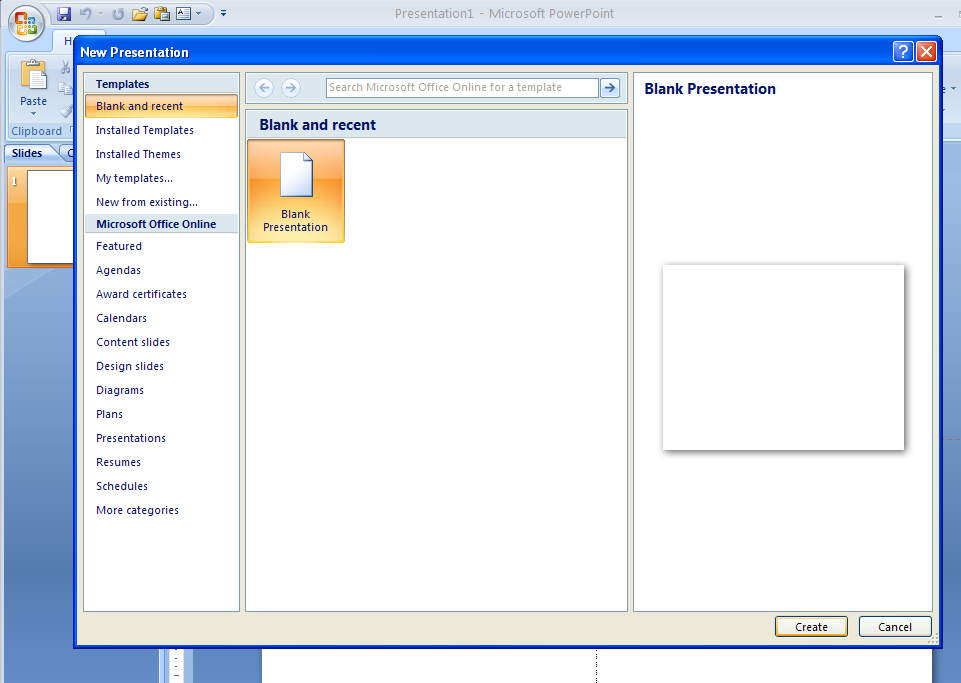 Presentation1 - Microsoft PowerPoint
New Presentation
Paste
Clipboard
Slides
1
Templates
Blank and recent
Installed Templates
Installed Themes
My templates...
New from existing...
Microsoft Office Online
Featured
Agendas
Award certificates
Calendars
Content slides
Design slides
Diagrams
Plans
Presentations
Resumes
Schedules
More categories
Search Microsoft Office Online for a template
Blank and recent
Blank
Presentation
Blank Presentation
Create
Cancel